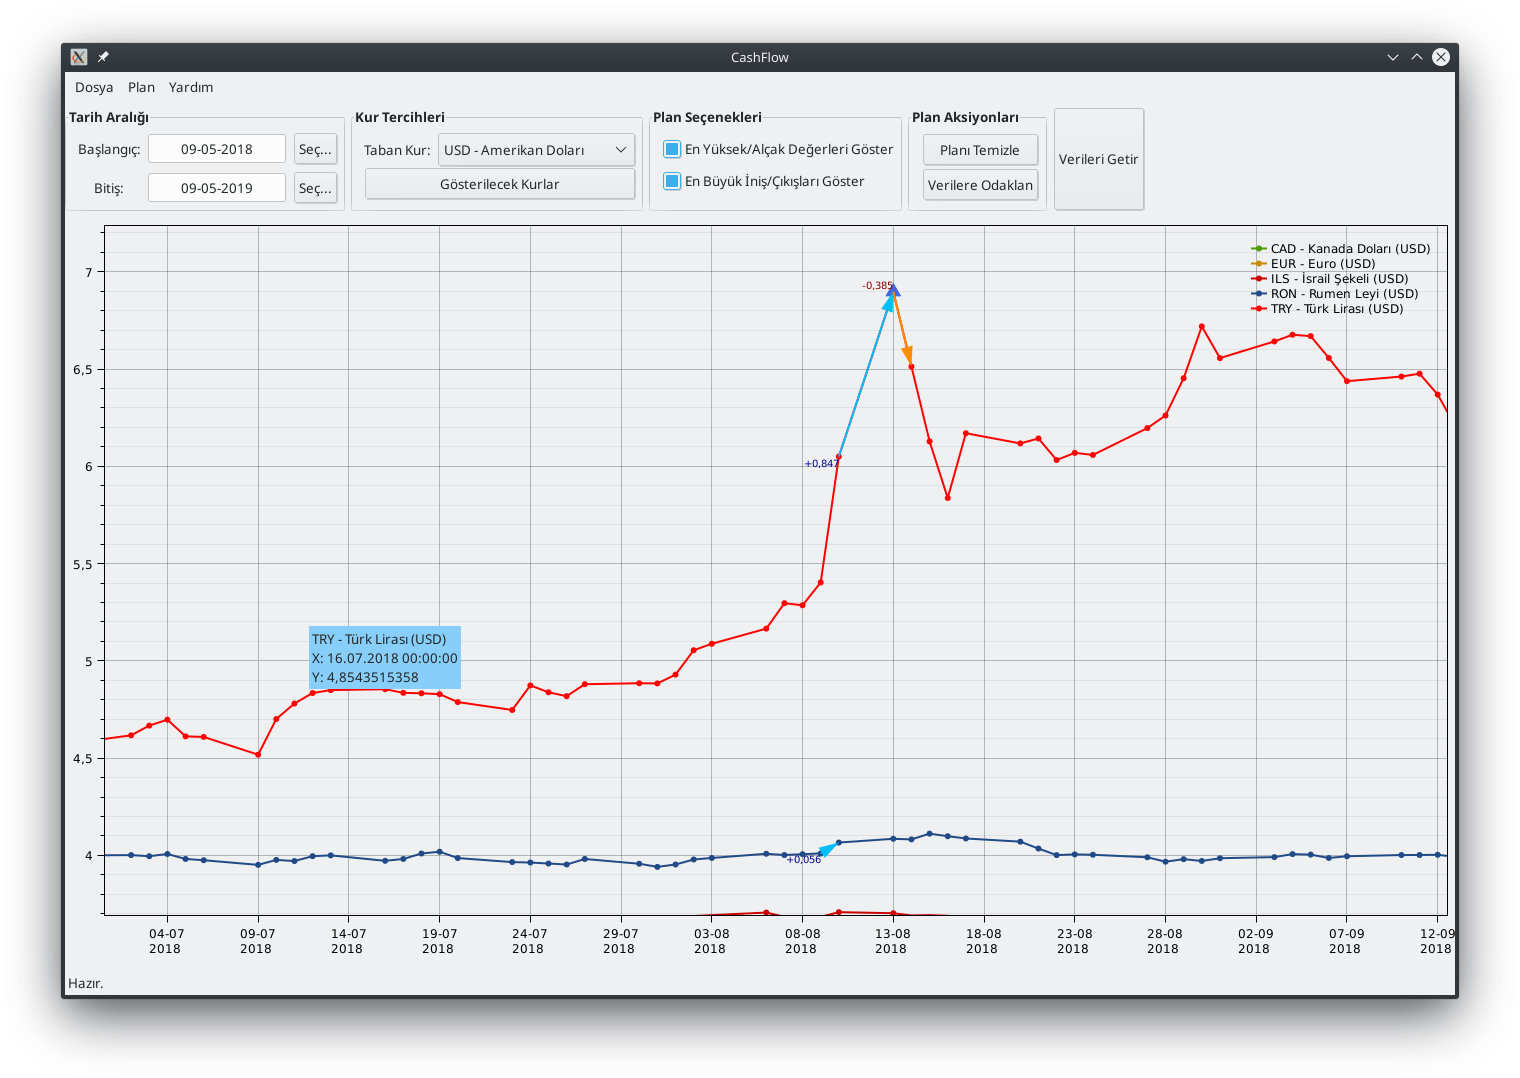 CashFlow
Dosya Plan Yardım
Tarih Aralığı
Başlangıç: 09-05-2018 Seç...
Bitiş: 09-05-2019 Seç...
Kur Tercihleri
Taban Kur: USD - Amerikan Doları
Gösterilecek Kurlar
Plan Seçenekleri
En Yüksek/Alçak Değerleri Göster
En Büyük İniş/Çıkışları Göster
Plan Aksiyonları
Planı Temizle
Verilere Odaklan
Verileri Getir
CAD - Kanada Doları (USD)
EUR - Euro (USD)
ILS - İsrail Şekeli (USD)
RON - Rumen Leyi (USD)
TRY - Türk Lirası (USD)
7
6,5
6
5,5
5
4,5
4
-0,385
+0,847
TRY - Türk Lirası (USD)
X: 16.07.2018 00:00:00
Y: 4,8543515358
+0,056
04-07 09-07 14-07 19-07 24-07 29-07 03-08 08-08 13-08 18-08 23-08 28-08 02-09 07-09 12-09
2018 2018 2018 2018 2018 2018 2018 2018 2018 2018 2018 2018 2018 2018 2018
Hazır.